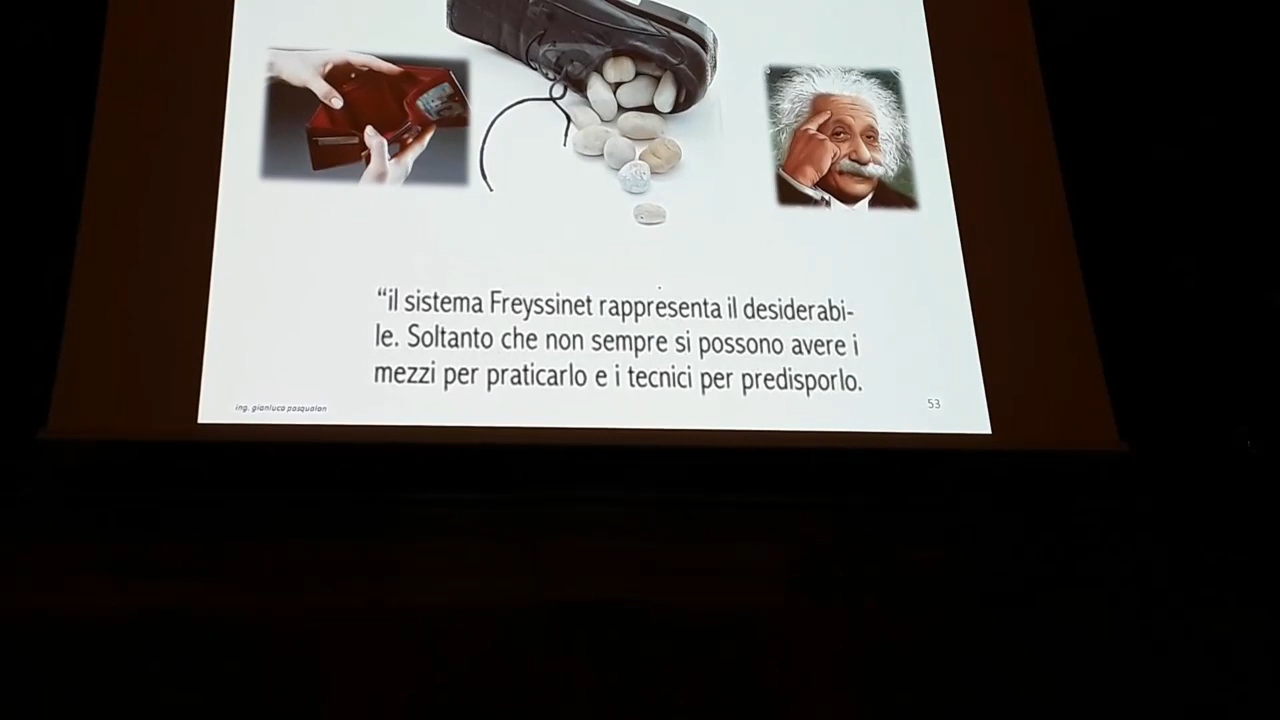 “il sistema Freyssinet rappresenta il desiderabi-
le. Soltanto che non sempre si possono avere i
mezzi per praticarlo e i tecnici per predisporlo.
ing. gianluca pasqualon
53